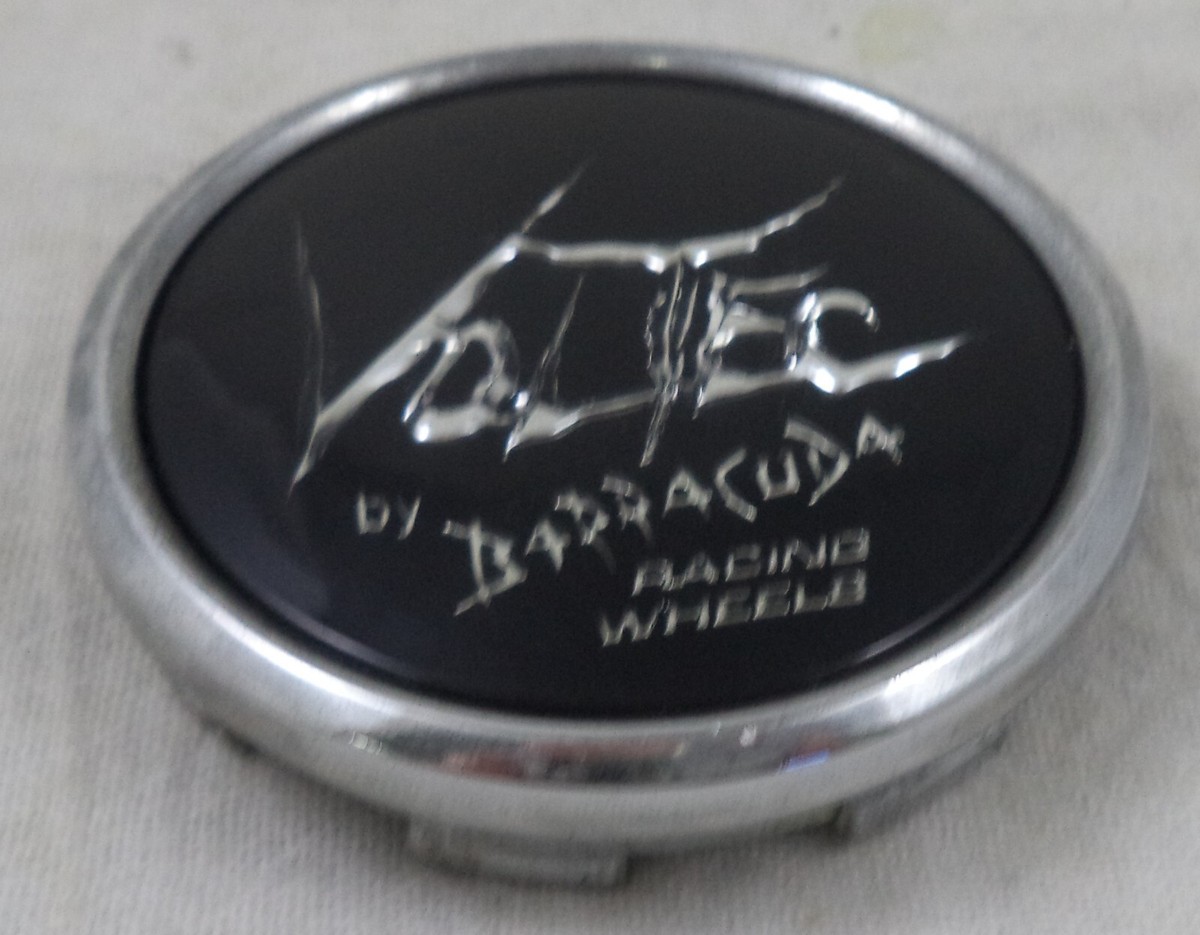 VOLTEC
by BARRACUDA
RACING
WHEELS